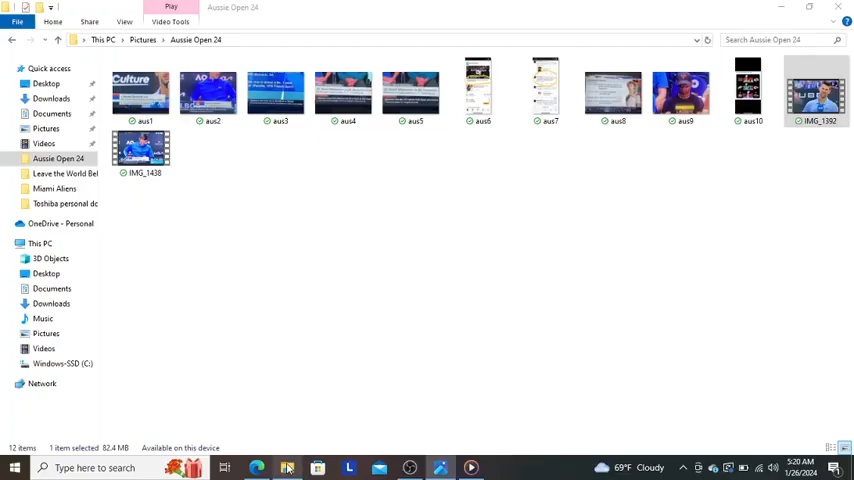 Play
Aussie Open 24
File
Home
Share
View
Video Tools
This PC
Pictures
Aussie Open 24
Search Aussie Open 24
Quick access
Desktop
Downloads
Documents
Pictures
Videos
Aussie Open 24
Leave the World Bel
Miami Aliens
Toshiba personal dc
OneDrive - Personal
This PC
3D Objects
Desktop
Documents
Downloads
Music
Pictures
Videos
Windows-SSD (C:)
Network
Culture
aus1
aus2
aus3
aus4
aus5
aus6
aus7
aus8
aus9
aus10
IMG_1392
IMG_1438
12 items
1 item selected 82.4 MB
Available on this device
Type here to search
L
69°F Cloudy
5:20 AM
1/26/2024